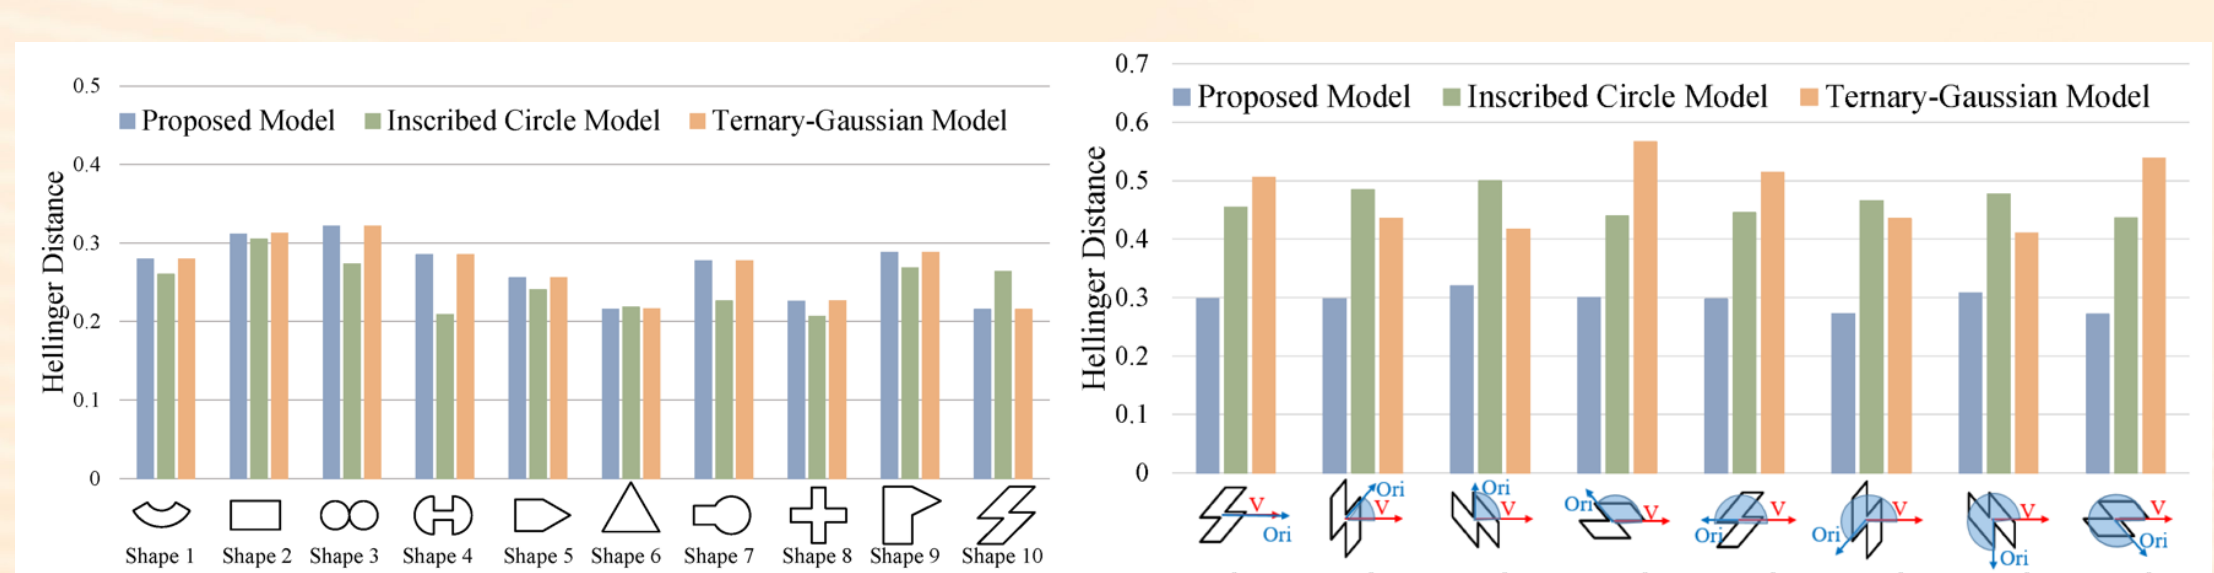 0.5
Proposed Model Inscribed Circle Model Ternary-Gaussian Model
0.4
0.3
0.2
0.1
0
Hellinger Distance
Shape 1 Shape 2 Shape 3 Shape 4 Shape 5 Shape 6 Shape 7 Shape 8 Shape 9 Shape 10
0.7
Proposed Model Inscribed Circle Model Ternary-Gaussian Model
0.6
0.5
0.4
0.3
0.2
0.1
0
Hellinger Distance
V Ori
Ori V
Ori V
Ori V
Ori V
Ori V
V Ori
V Ori